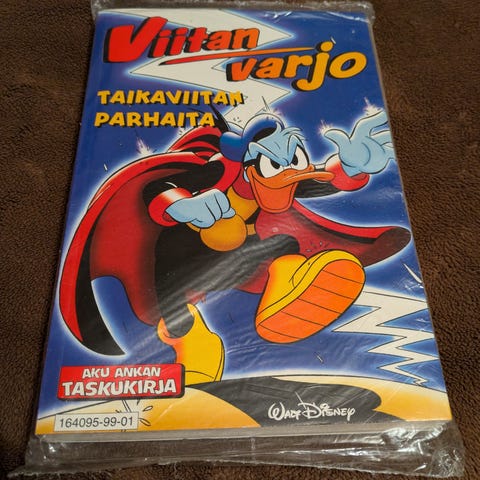 Viitan
varjo
TAIKAVIITAN
PARHAITA
AKU ANKAN
TASKUKIRJA
164095-99-01
WALT DISNEY